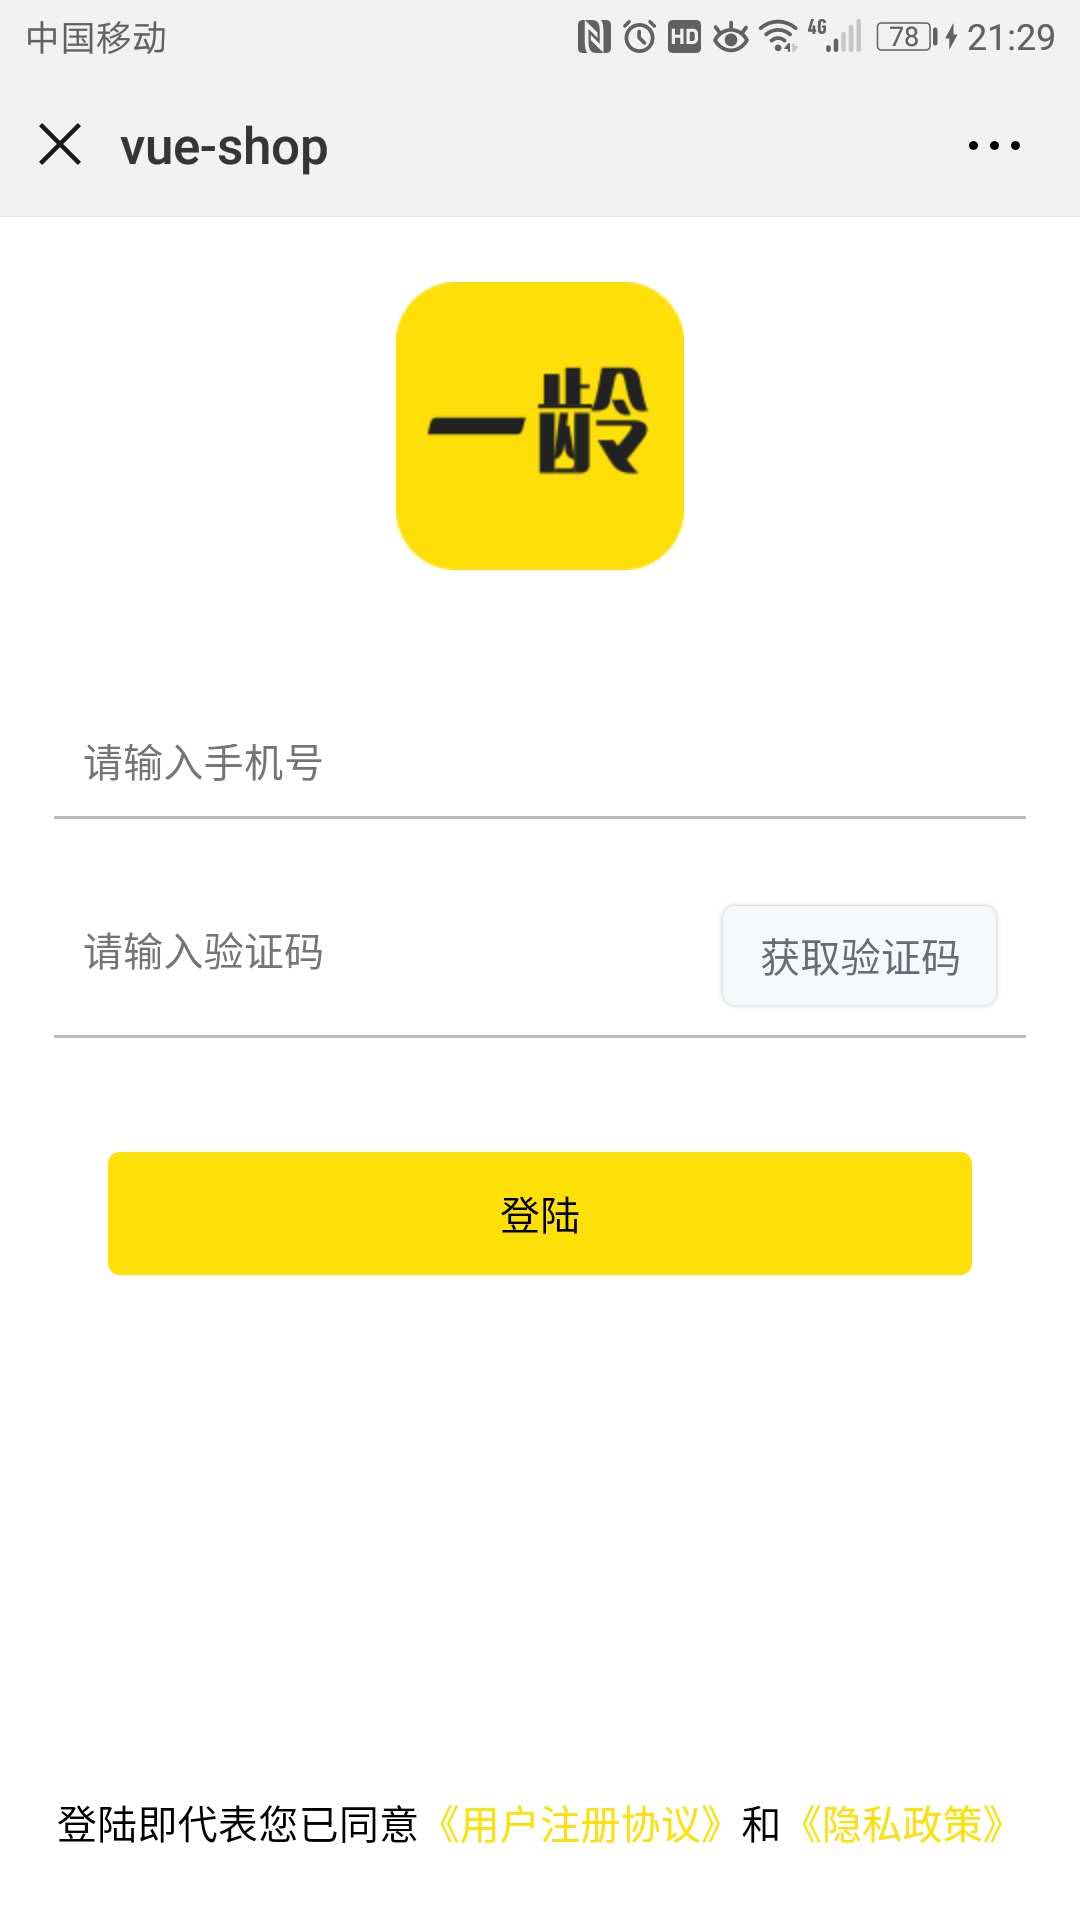 中国移动 HD 4G 78 21:29
vue-shop
一龄
请输入手机号
请输入验证码 获取验证码
登陆
登陆即代表您已同意《用户注册协议》和《隐私政策》